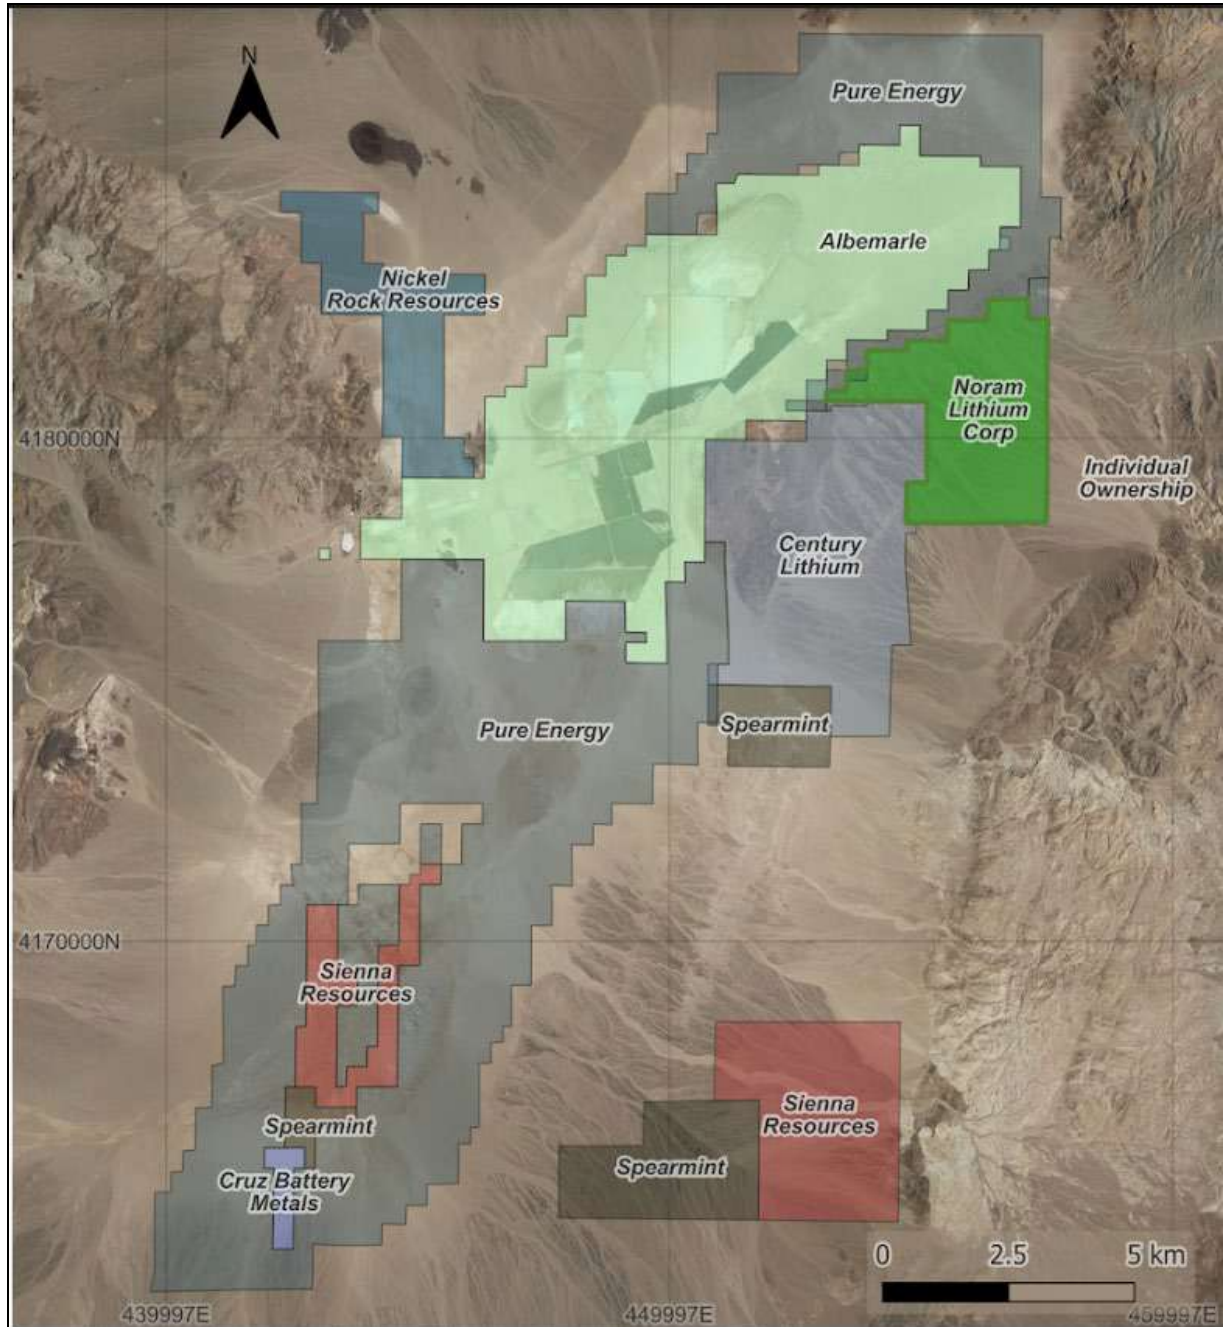 N
Pure Energy
Albemarle
Nickel
Rock Resources
Noram
Lithium
Corp
4180000N
Individual
Ownership
Century
Lithium
Pure Energy
Spearmint
4170000N
Sienna
Resources
Sienna
Resources
Spearmint
Spearmint
Cruz Battery
Metals
0 2.5 5 km
439997E 449997E 459997E